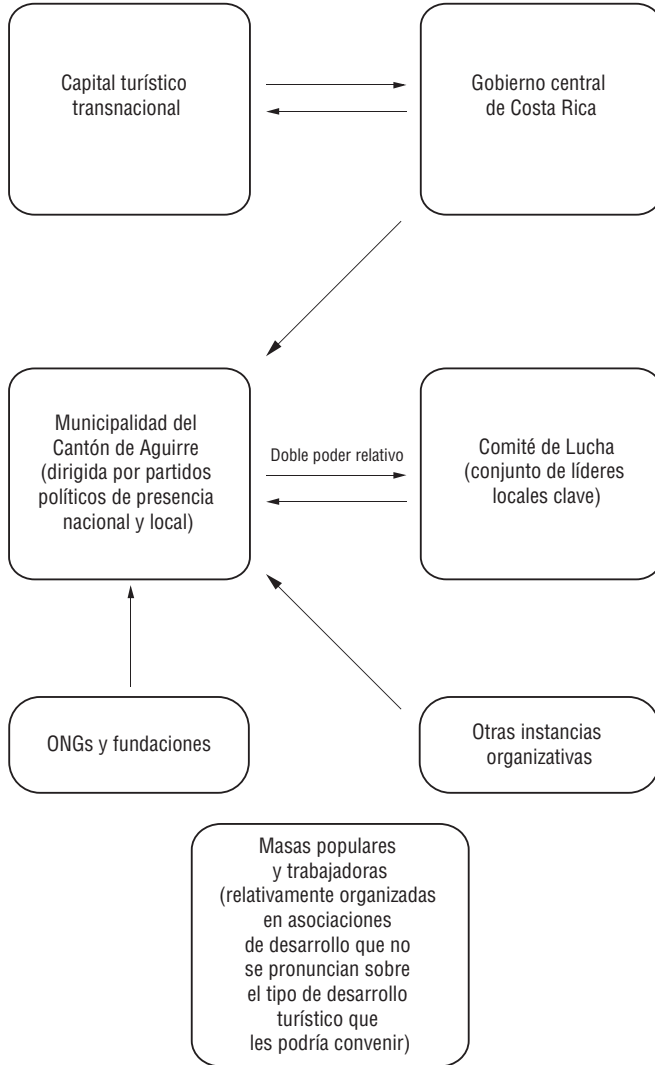 Capital turístico
transnacional
Gobierno central
de Costa Rica
Municipalidad del
Cantón de Aguirre
(dirigida por partidos
políticos de presencia
nacional y local)
Doble poder relativo
Comité de Lucha
(conjunto de líderes
locales clave)
ONGs y fundaciones
Otras instancias
organizativas
Masas populares
y trabajadoras
(relativamente organizadas
en asociaciones
de desarrollo que no
se pronuncian sobre
el tipo de desarrollo
turístico que
les podría convenir)